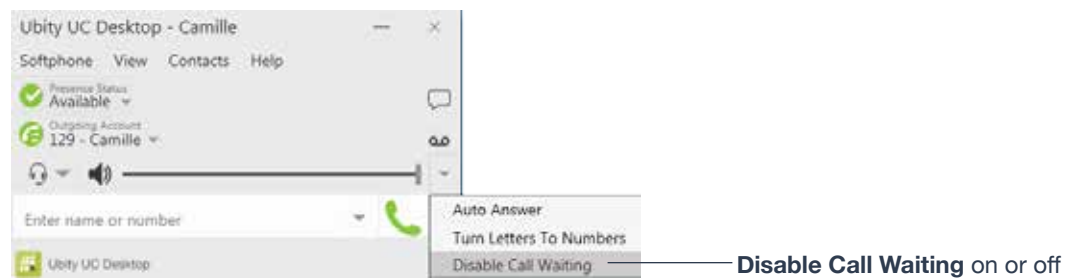 Ubity UC Desktop - Camille
Softphone View Contacts Help
Presence Status
Available
Outgoing Account
129 - Camille
Enter name or number
Auto Answer
Turn Letters To Numbers
Ubity UC Desktop
Disable Call Waiting
Disable Call Waiting on or off